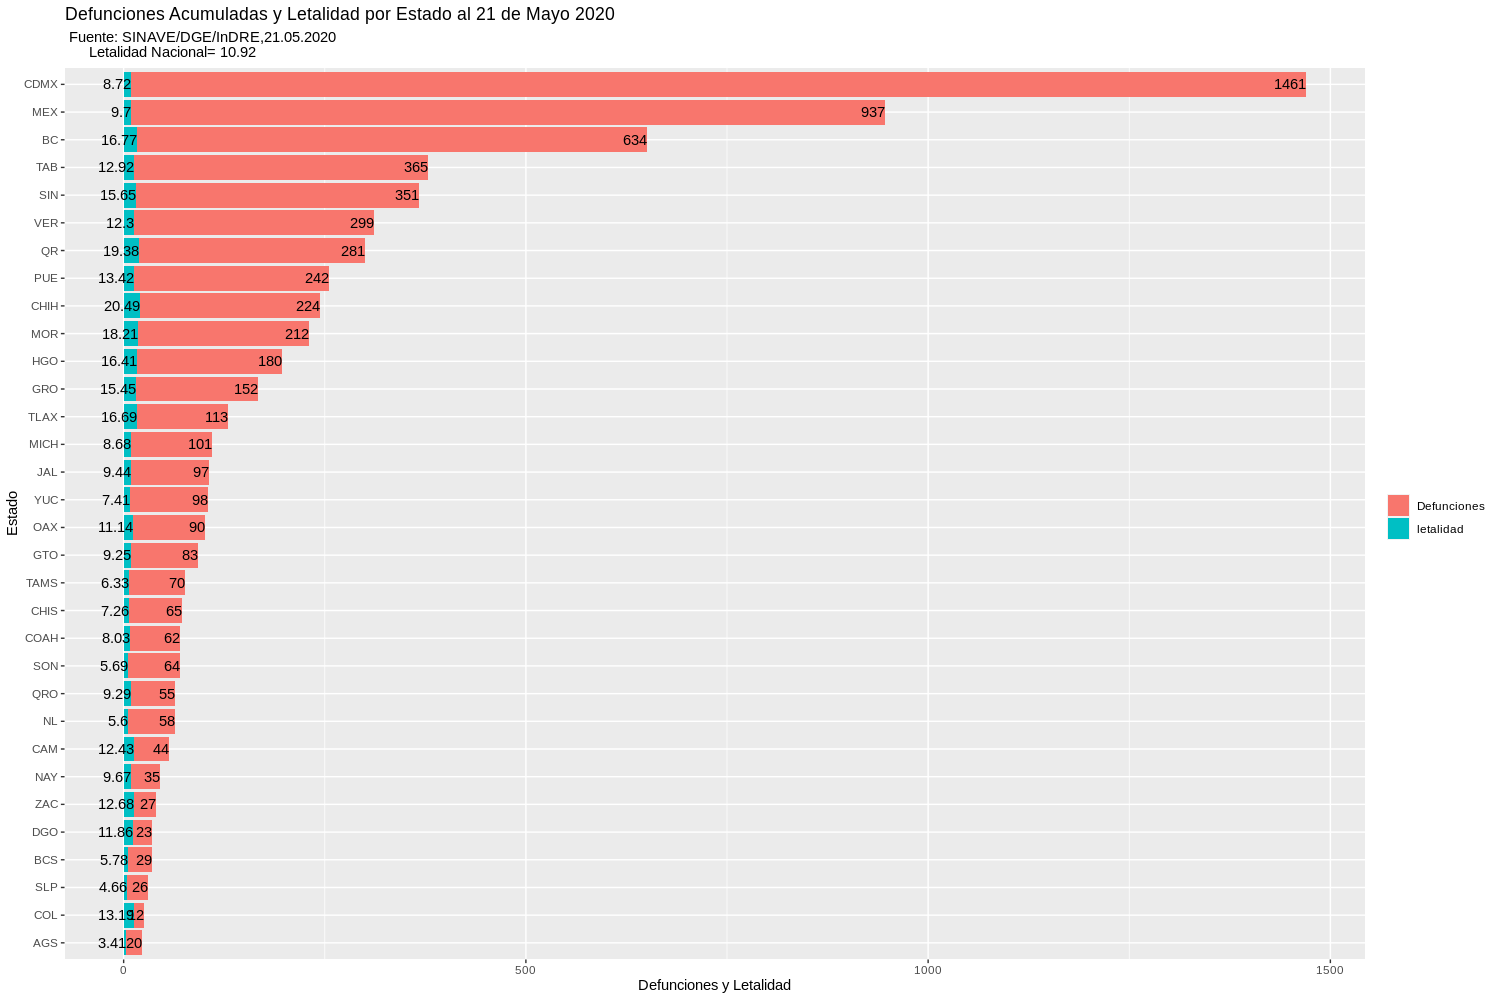 Defunciones Acumuladas y Letalidad por Estado al 21 de Mayo 2020
Fuente: SINAVE/DGE/InDRE,21.05.2020
Letalidad Nacional= 10.92
CDMX 8.72 1461
MEX 9.7 937
BC 16.77 634
TAB 12.92 365
SIN 15.65 351
VER 12.3 299
QR 19.38 281
PUE 13.42 242
CHIH 20.49 224
MOR 18.21 212
HGO 16.41 180
GRO 15.45 152
TLAX 16.69 113
MICH 8.68 101
JAL 9.44 97
YUC 7.41 98
OAX 11.14 90
GTO 9.25 83
TAMS 6.33 70
CHIS 7.26 65
COAH 8.03 62
SON 5.69 64
QRO 9.29 55
NL 5.6 58
CAM 12.43 44
NAY 9.67 35
ZAC 12.68 27
DGO 11.86 23
BCS 5.78 29
SLP 4.66 26
COL 13.19 12
AGS 3.41 20
0 500 1000 1500
Defunciones y Letalidad
Estado
Defunciones
letalidad